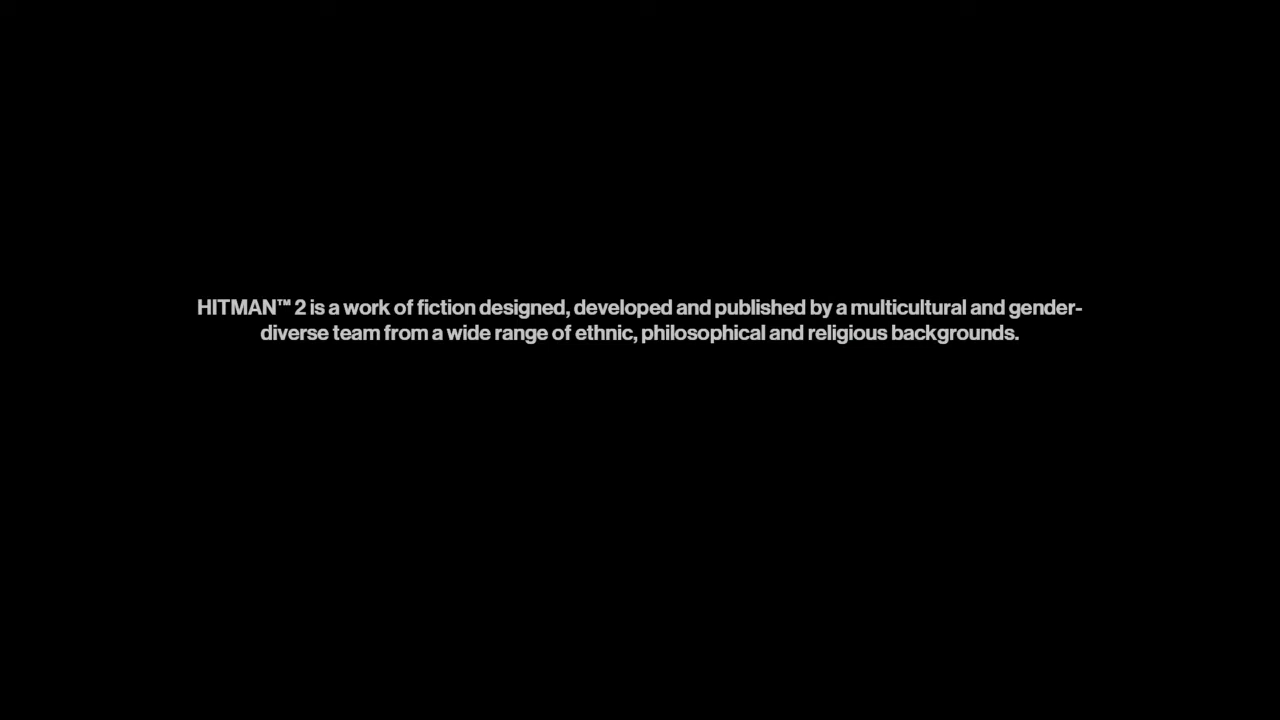 HITMAN™ 2 is a work of fiction designed, developed and published by a multicultural and gender-
diverse team from a wide range of ethnic, philosophical and religious backgrounds.